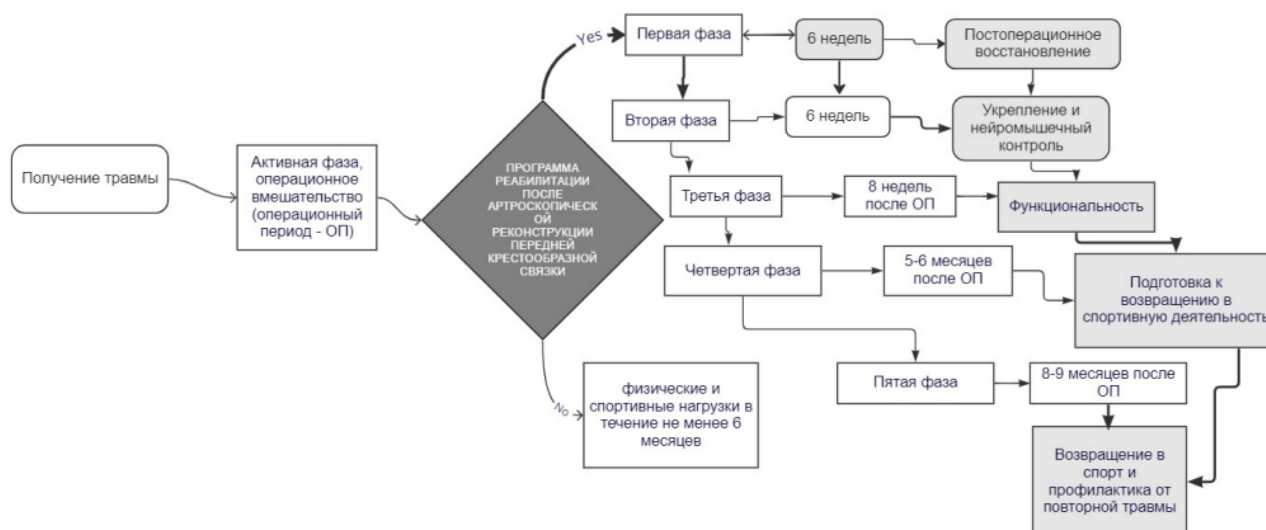 Получение травмы
Активная фаза,
операционное
вмешательство
(операционный
период - ОП)
ПРОГРАММА
РЕАБИЛИТАЦИИ
ПОСЛЕ
АРТРОСКОПИЧЕСК
ОЙ
РЕКОНСТРУКЦИИ
ПЕРЕДНЕЙ
КРЕСТООБРАЗНОЙ
СВЯЗКИ
Yes
Первая фаза
6 недель
Постоперационное
восстановление
Вторая фаза
6 недель
Укрепление и
нейромышечный
контроль
Третья фаза
8 недель
после ОП
Функциональность
Четвертая фаза
5-6 месяцев
после ОП
Подготовка к
возвращению в
спортивную деятельность
Пятая фаза
8-9 месяцев после
ОП
Возвращение в
спорт и
профилактика от
повторной травмы
No
физические и
спортивные нагрузки в
течение не менее 6
месяцев